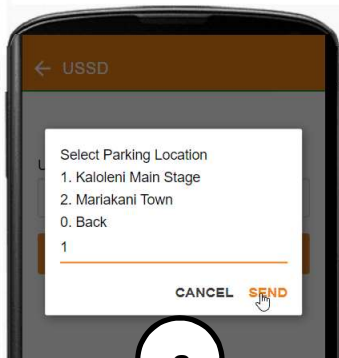 ← USSD
U
Select Parking Location
1. Kaloleni Main Stage
2. Mariakani Town
0. Back
1
CANCEL SEND